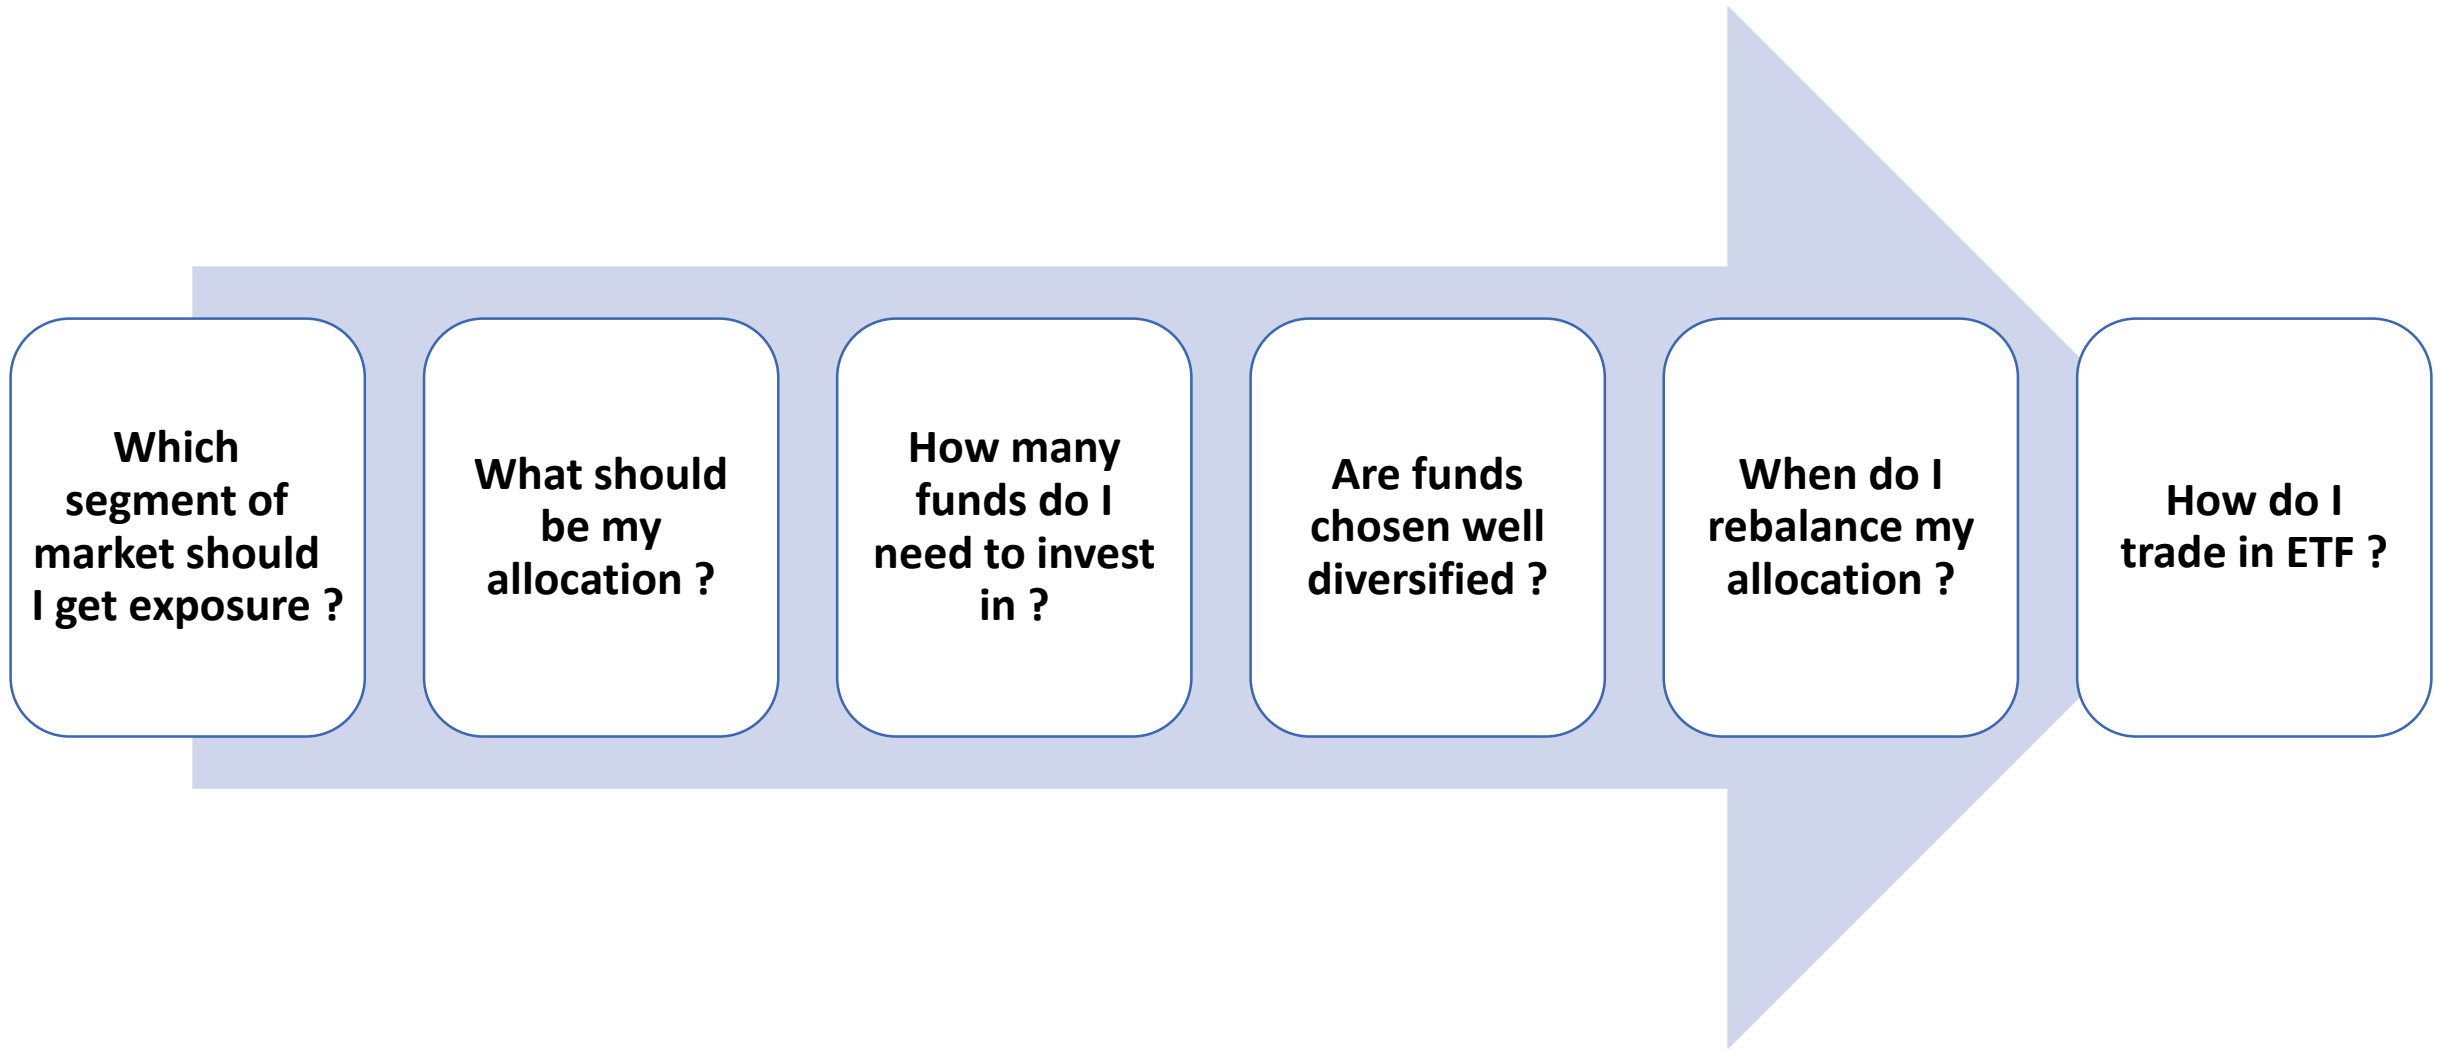 Which
segment of
market should
I get exposure ?
What should
be my
allocation ?
How many
funds do I
need to invest
in ?
Are funds
chosen well
diversified ?
When do I
rebalance my
allocation ?
How do I
trade in ETF ?